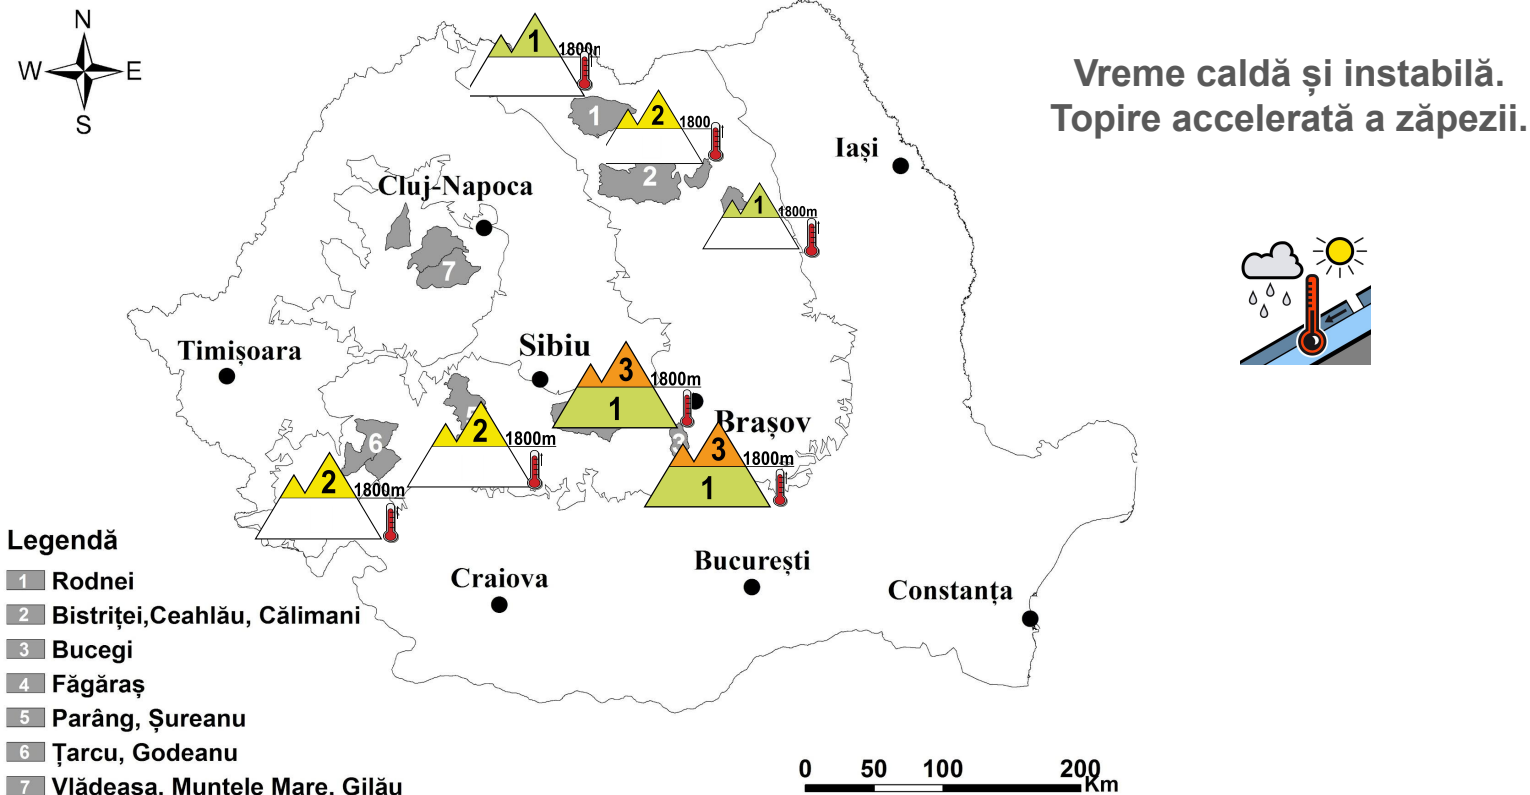 N
W E
S
Vreme caldă și instabilă.
Topire accelerată a zăpezii.
1
1800m
1
2
1800
2
Iași
Cluj-Napoca
1
1800m
7
Timișoara
Sibiu
3
1800m
1
Brașov
2
1800m
5
6
3
3
1800m
1
2
1800m
Craiova
București
Constanța
Legendă
1 Rodnei
2 Bistriței,Ceahlău, Călimani
3 Bucegi
4 Făgăraș
5 Parâng, Șureanu
6 Țarcu, Godeanu
7 Vlădeasa, Muntele Mare, Gilău
0 50 100 200
Km